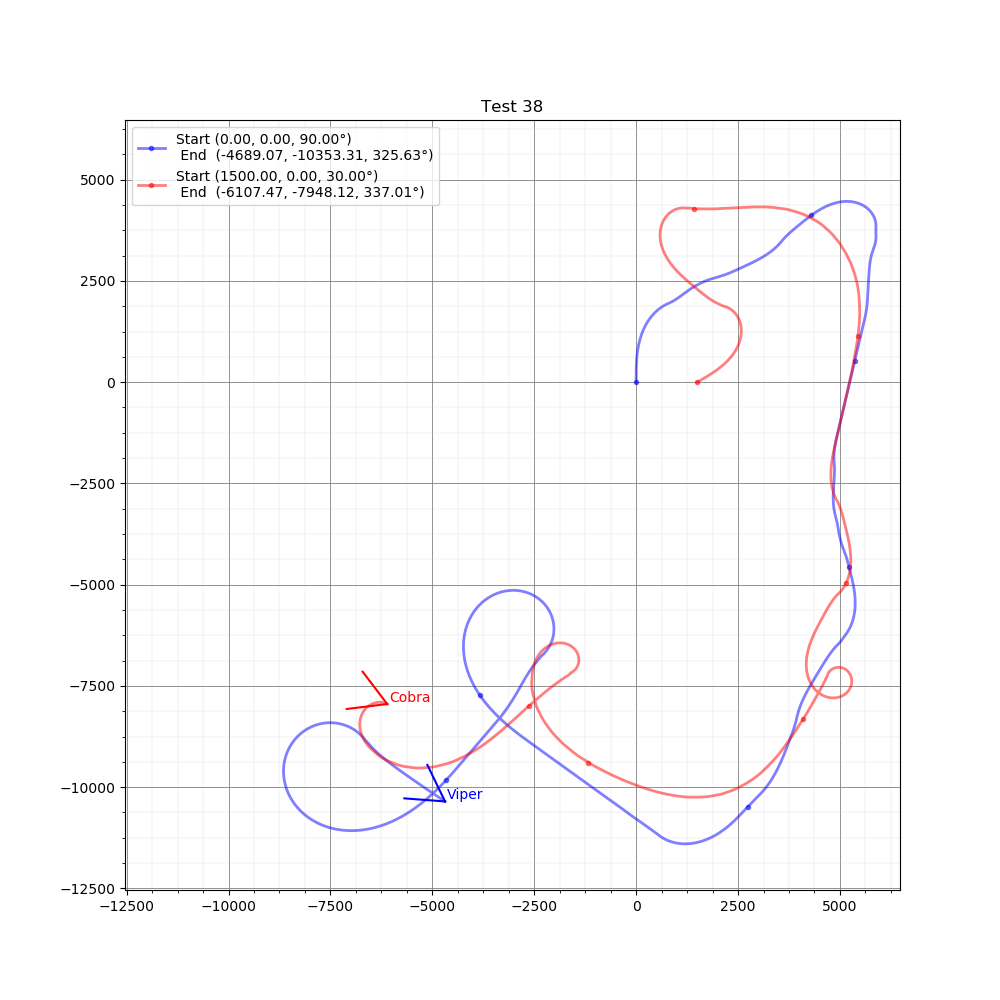 Test 38
Start (0.00, 0.00, 90.00°)
End (-4689.07, -10353.31, 325.63°)
Start (1500.00, 0.00, 30.00°)
End (-6107.47, -7948.12, 337.01°)
5000
2500
0
−2500
−5000
−7500
−10000
−12500
Cobra
Viper
−12500 −10000 −7500 −5000 −2500 0 2500 5000